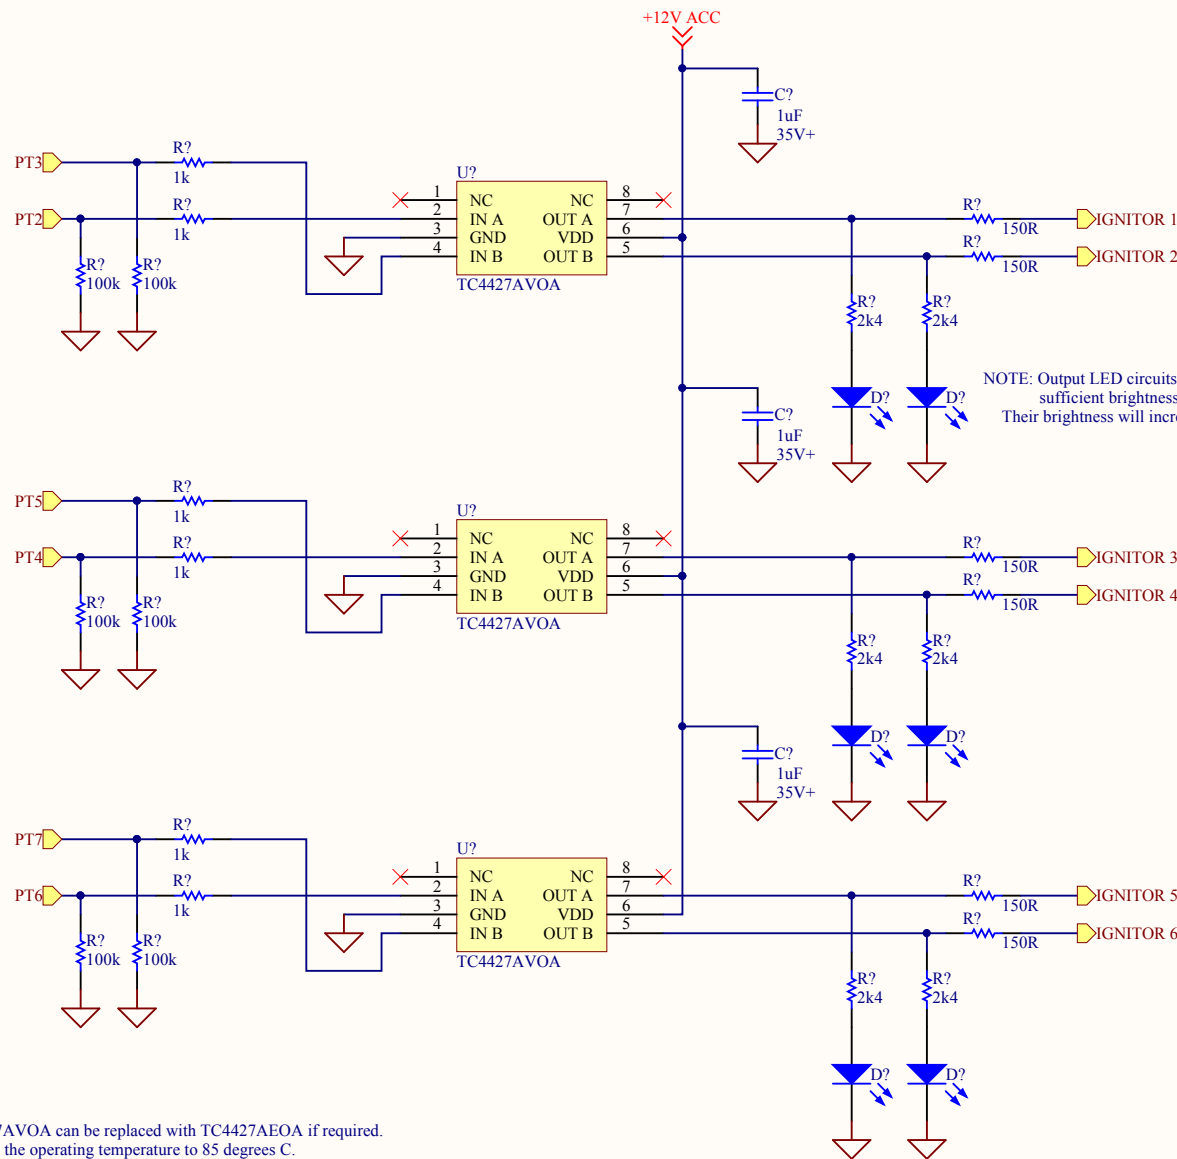 +12V ACC
C?
1uF
35V+
PT3
R?
1k
PT2
R?
1k
R?
100k
R?
100k
U?
1
NC
2
IN A
3
GND
4
IN B
NC
8
OUT A
7
VDD
6
OUT B
5
TC4427AVOA
R?
150R
IGNITOR 1
R?
150R
IGNITOR 2
R?
2k4
R?
2k4
D?
D?
NOTE: Output LED circuits
sufficient brightness
Their brightness will incre
C?
1uF
35V+
PT5
R?
1k
PT4
R?
1k
R?
100k
R?
100k
U?
1
NC
2
IN A
3
GND
4
IN B
NC
8
OUT A
7
VDD
6
OUT B
5
TC4427AVOA
R?
150R
IGNITOR 3
R?
150R
IGNITOR 4
R?
2k4
R?
2k4
D?
D?
C?
1uF
35V+
PT7
R?
1k
PT6
R?
1k
R?
100k
R?
100k
U?
1
NC
2
IN A
3
GND
4
IN B
NC
8
OUT A
7
VDD
6
OUT B
5
TC4427AVOA
R?
150R
IGNITOR 5
R?
150R
IGNITOR 6
R?
2k4
R?
2k4
D?
D?
7AVOA can be replaced with TC4427AEOA if required.
the operating temperature to 85 degrees C.